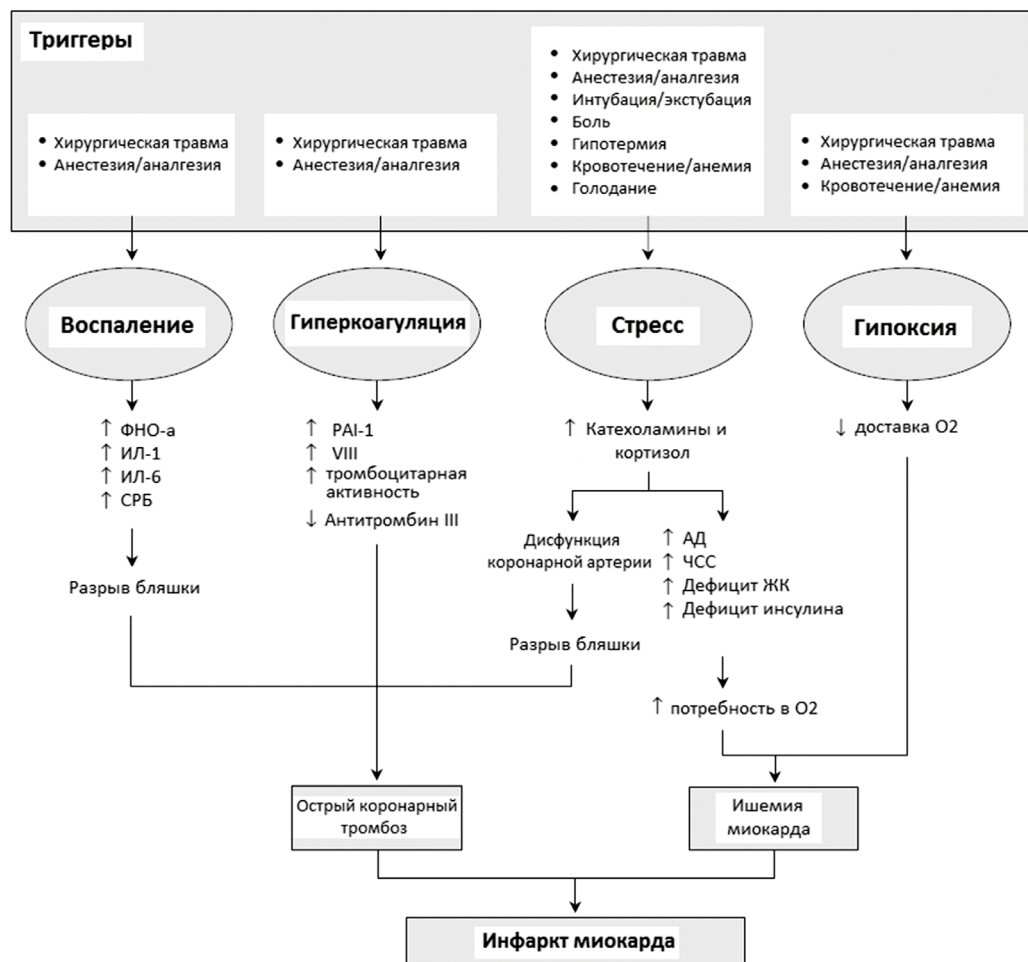 Триггеры
• Хирургическая травма
• Анестезия/аналгезия
• Хирургическая травма
• Анестезия/аналгезия
• Хирургическая травма
• Анестезия/аналгезия
• Интубация/экстубация
• Боль
• Гипотермия
• Кровотечение/анемия
• Голодание
• Хирургическая травма
• Анестезия/аналгезия
• Кровотечение/анемия
Воспаление
Гиперкоагуляция
Стресс
Гипоксия
↑ ФНО-a
↑ ИЛ-1
↑ ИЛ-6
↑ СРБ
Разрыв бляшки
↑ PAI-1
↑ VIII
↑ тромбоцитарная
активность
↓ Антитромбин III
↑ Катехоламины и
кортизол
Дисфункция
коронарной артерии
Разрыв бляшки
↑ АД
↑ ЧСС
↑ Дефицит ЖК
↑ Дефицит инсулина
↑ потребность в О2
↓ доставка О2
Острый коронарный
тромбоз
Ишемия
миокарда
Инфаркт миокарда